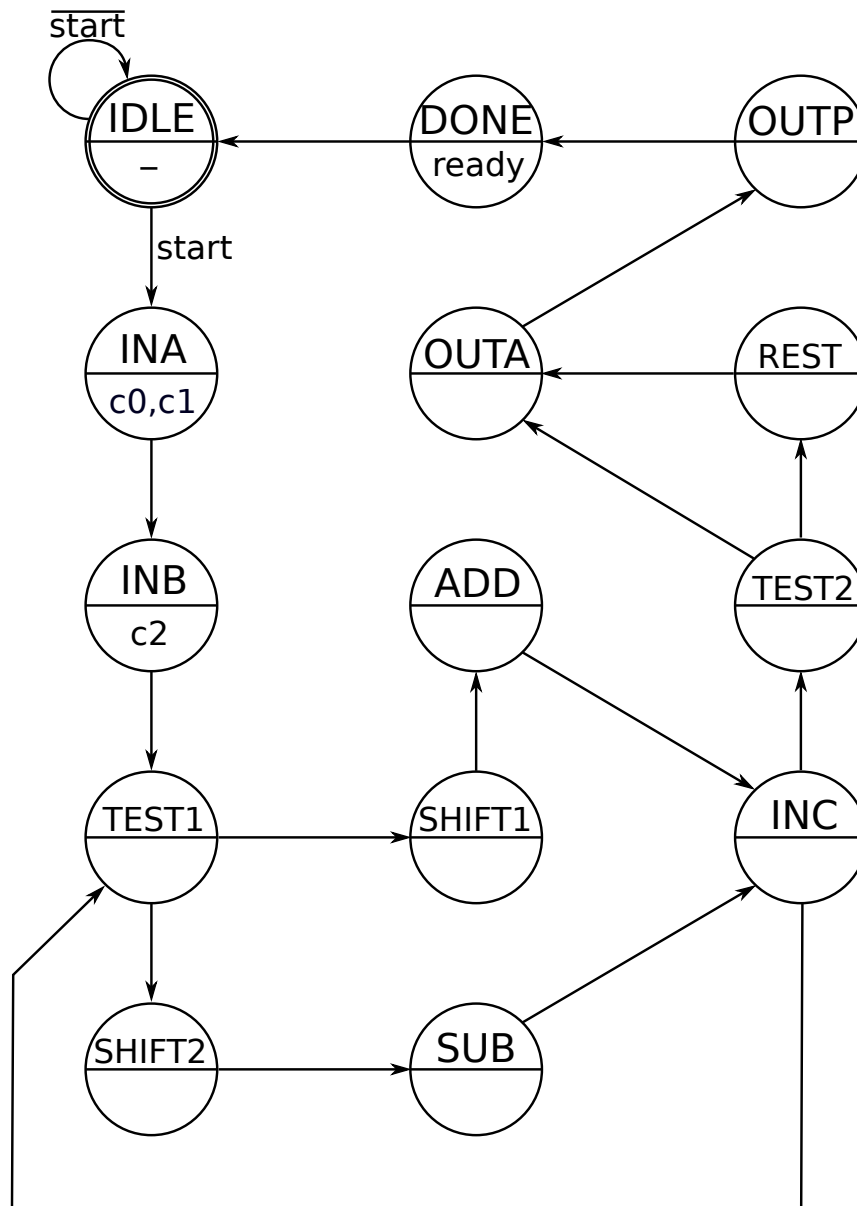 s̅t̅a̅r̅t̅
IDLE
–
DONE
ready
OUTP
start
INA
c0,c1
OUTA
REST
INB
c2
ADD
TEST2
TEST1
SHIFT1
INC
SHIFT2
SUB